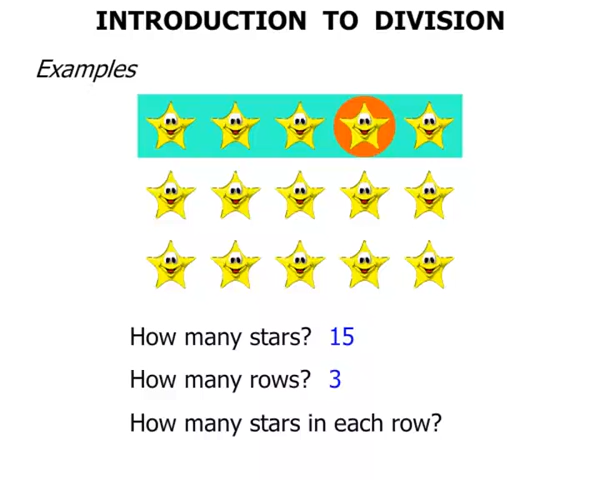 INTRODUCTION TO DIVISION
Examples
How many stars? 15
How many rows? 3
How many stars in each row?